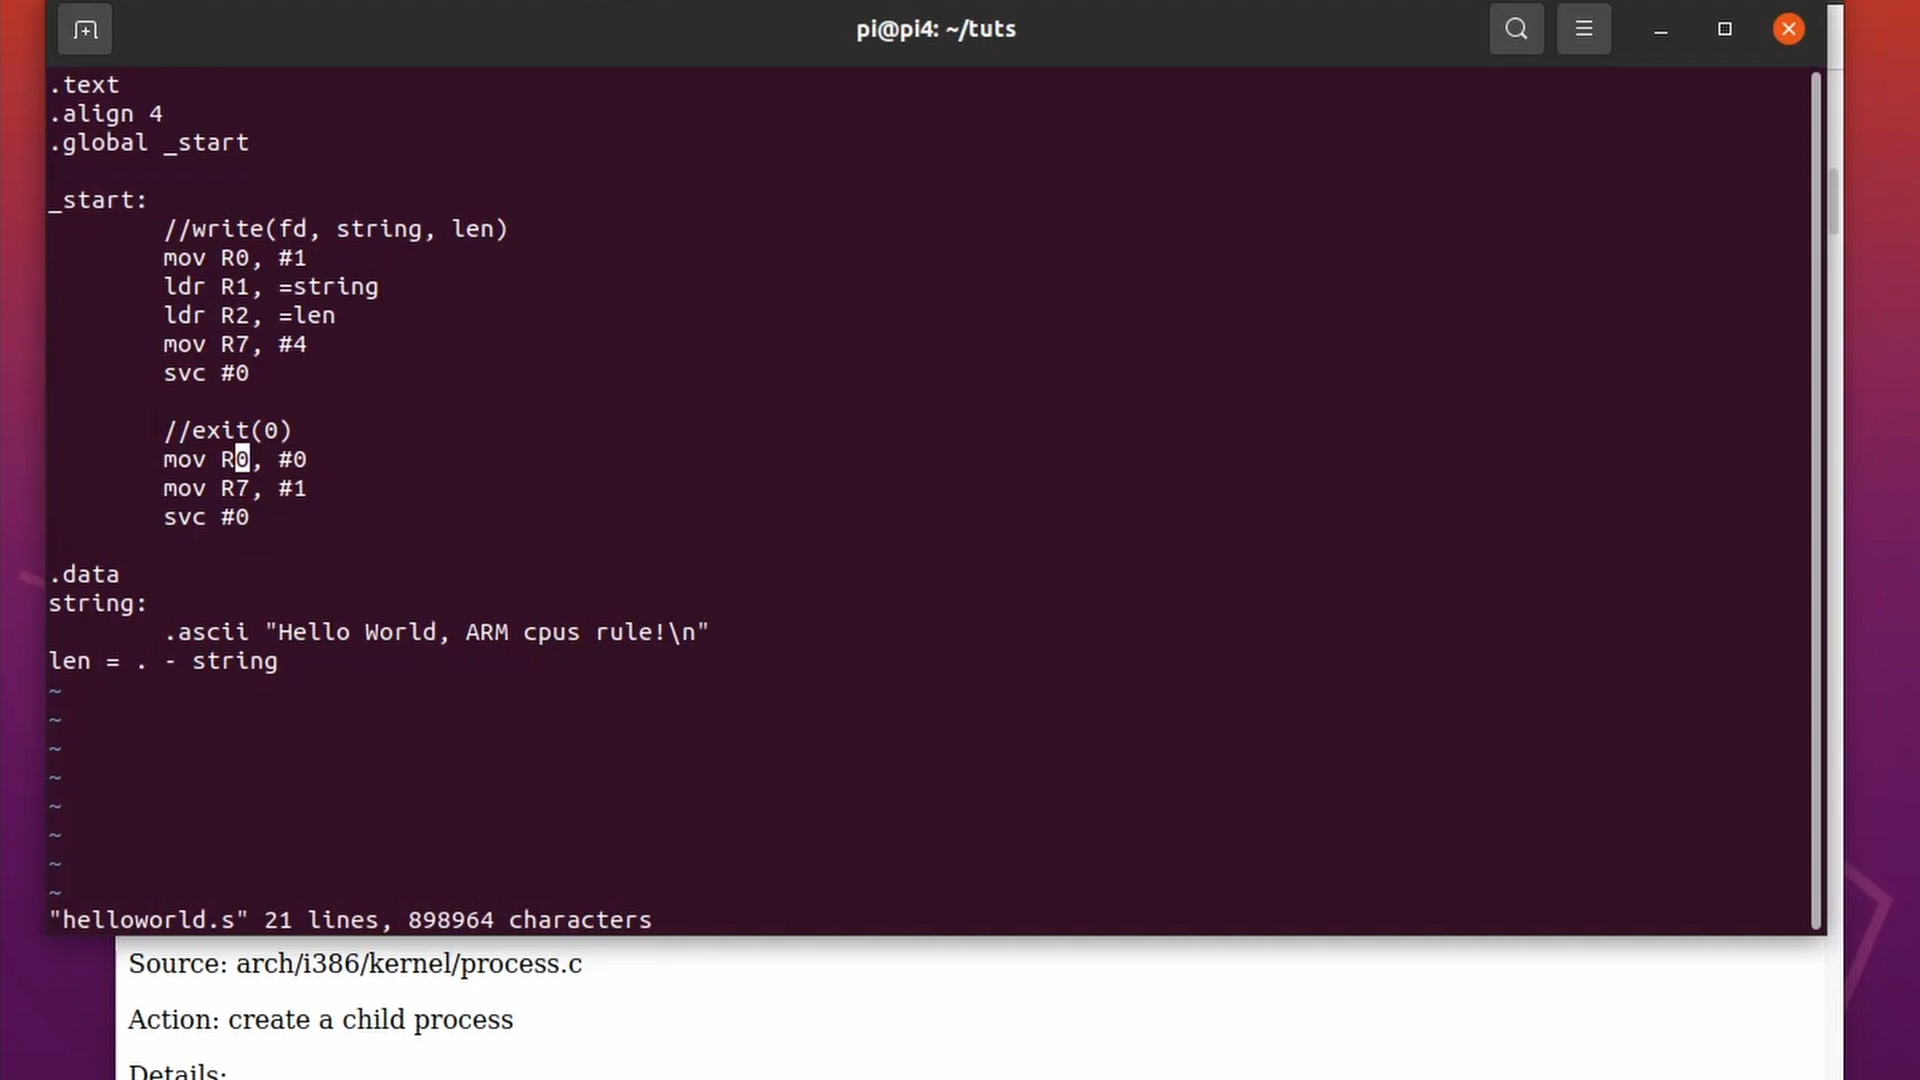 pi@pi4: ~/tuts
.text
.align 4
.global _start
_start:
//write(fd, string, len)
mov R0, #1
ldr R1, =string
ldr R2, =len
mov R7, #4
svc #0
//exit(0)
mov R0, #0
mov R7, #1
svc #0
.data
string:
.ascii "Hello World, ARM cpus rule!\n"
len = . - string
~
~
~
~
~
~
~
~
"helloworld.s" 21 lines, 898964 characters
Source: arch/i386/kernel/process.c
Action: create a child process
Details: